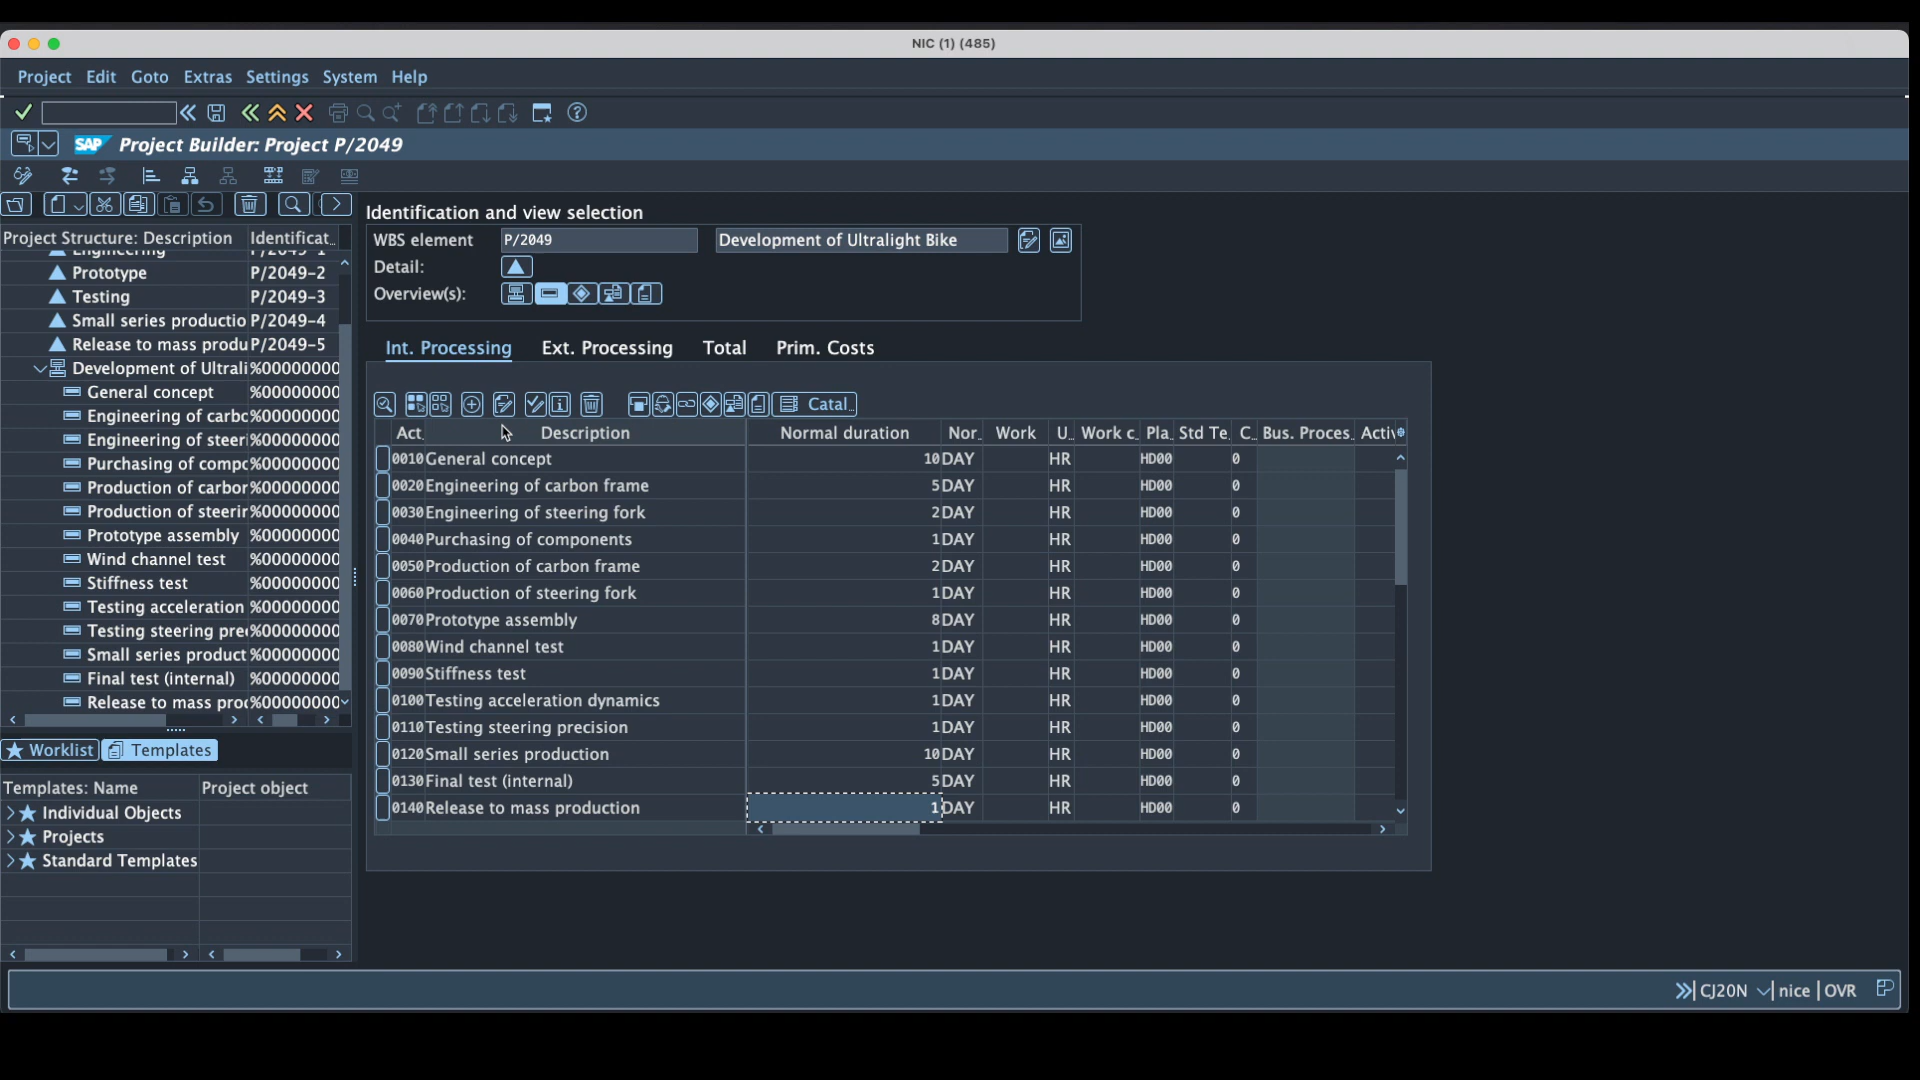 NIC (1) (485)
Project Edit Goto Extras Settings System Help
SAP Project Builder: Project P/2049
Identification and view selection
Project Structure: Description Identificat..
WBS element P/2049 Development of Ultralight Bike
Detail:
Overview(s):
Engineering P/2049-1
Prototype P/2049-2
Testing P/2049-3
Small series productio P/2049-4
Release to mass produ P/2049-5
Development of Ultrali %00000000
General concept %00000000
Engineering of carbo %00000000
Engineering of steeri %00000000
Purchasing of compo %00000000
Production of carbor %00000000
Production of steerir %00000000
Prototype assembly %00000000
Wind channel test %00000000
Stiffness test %00000000
Testing acceleration %00000000
Testing steering pre %00000000
Small series product %00000000
Final test (internal) %00000000
Release to mass pro %00000000
Worklist Templates
Templates: Name Project object
Individual Objects
Projects
Standard Templates
Int. Processing Ext. Processing Total Prim. Costs
Catal..
Act. Description Normal duration Nor.. Work U.. Work c.. Pla.. Std Te.. C.. Bus. Proces.. Activ
0010 General concept 10 DAY HR HD00 0
0020 Engineering of carbon frame 5 DAY HR HD00 0
0030 Engineering of steering fork 2 DAY HR HD00 0
0040 Purchasing of components 1 DAY HR HD00 0
0050 Production of carbon frame 2 DAY HR HD00 0
0060 Production of steering fork 1 DAY HR HD00 0
0070 Prototype assembly 8 DAY HR HD00 0
0080 Wind channel test 1 DAY HR HD00 0
0090 Stiffness test 1 DAY HR HD00 0
0100 Testing acceleration dynamics 1 DAY HR HD00 0
0110 Testing steering precision 1 DAY HR HD00 0
0120 Small series production 10 DAY HR HD00 0
0130 Final test (internal) 5 DAY HR HD00 0
0140 Release to mass production 1 DAY HR HD00 0
CJ20N nice OVR